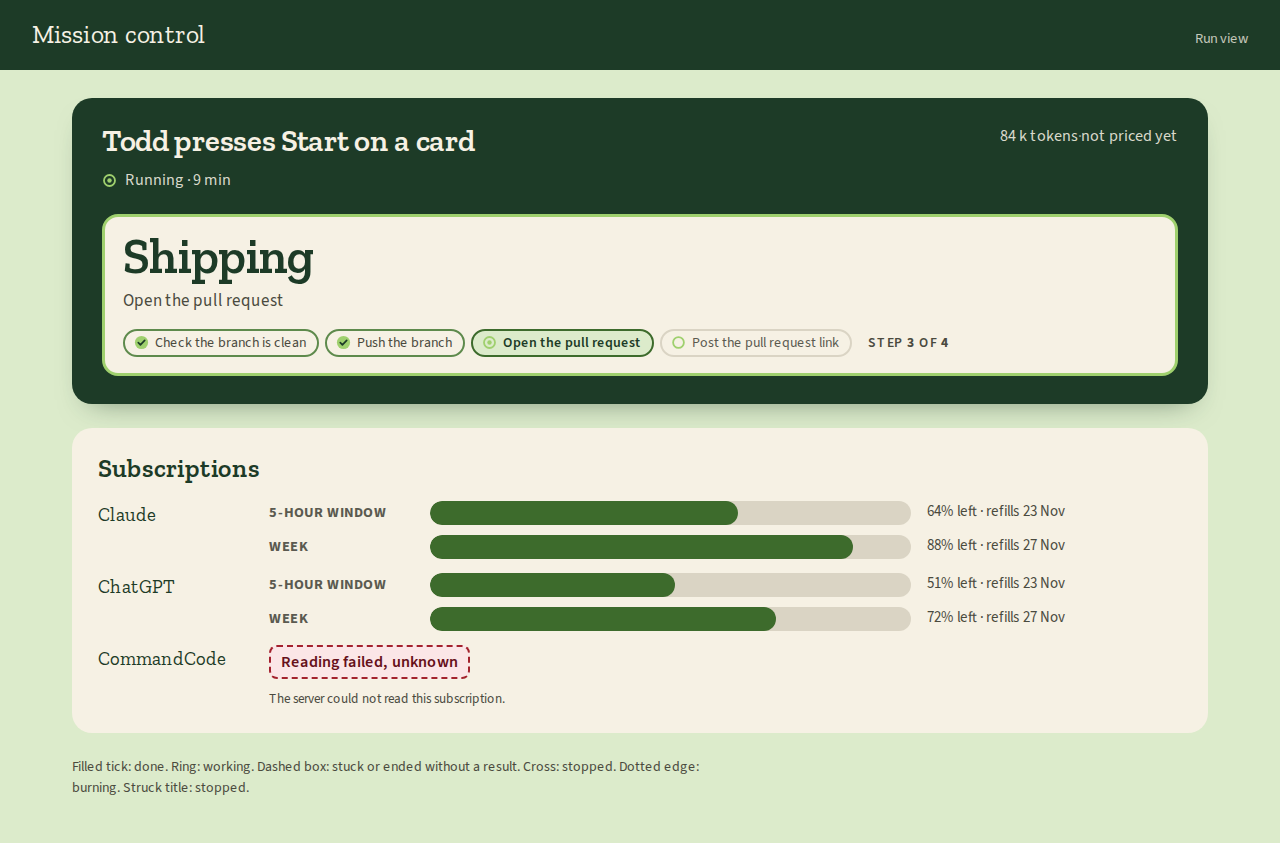 Mission control
Run view
Todd presses Start on a card
84 k tokens·not priced yet
Running · 9 min
Shipping
Open the pull request
Check the branch is clean
Push the branch
Open the pull request
Post the pull request link
STEP 3 OF 4
Subscriptions
Claude
5-HOUR WINDOW
64% left · refills 23 Nov
WEEK
88% left · refills 27 Nov
ChatGPT
5-HOUR WINDOW
51% left · refills 23 Nov
WEEK
72% left · refills 27 Nov
CommandCode
Reading failed, unknown
The server could not read this subscription.
Filled tick: done. Ring: working. Dashed box: stuck or ended without a result. Cross: stopped. Dotted edge:
burning. Struck title: stopped.